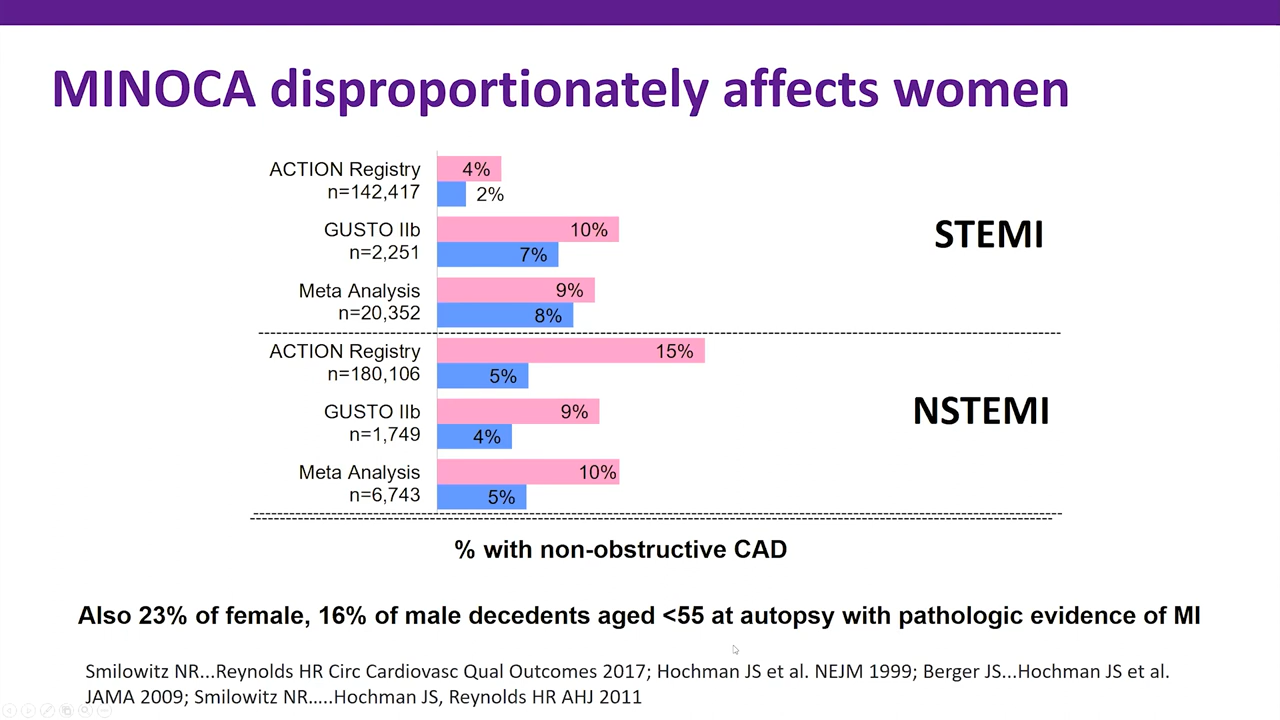 MINOCA disproportionately affects women
ACTION Registry
n=142,417
4%
2%
GUSTO IIb
n=2,251
10%
7%
Meta Analysis
n=20,352
9%
8%
STEMI
ACTION Registry
n=180,106
15%
5%
GUSTO IIb
n=1,749
9%
4%
Meta Analysis
n=6,743
10%
5%
NSTEMI
% with non-obstructive CAD
Also 23% of female, 16% of male decedents aged <55 at autopsy with pathologic evidence of MI
Smilowitz NR...Reynolds HR Circ Cardiovasc Qual Outcomes 2017; Hochman JS et al. NEJM 1999; Berger JS...Hochman JS et al.
JAMA 2009; Smilowitz NR.....Hochman JS, Reynolds HR AHJ 2011